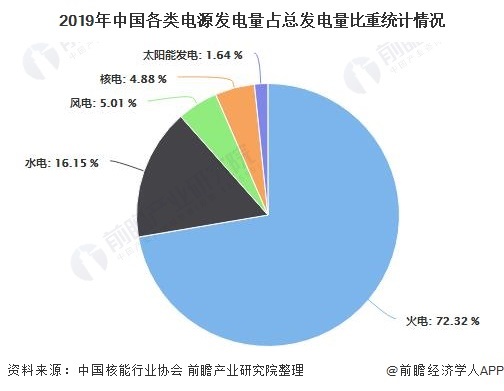 2019年中国各类电源发电量占总发电量比重统计情况
太阳能发电: 1.64 %
核电: 4.88 %
风电: 5.01 %
水电: 16.15 %
火电: 72.32 %
资料来源：中国核能行业协会 前瞻产业研究院整理
@前瞻经济学人APP